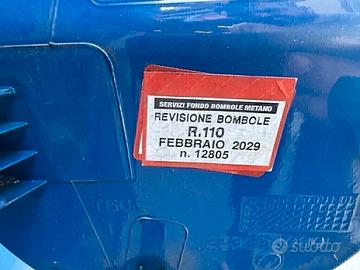 SERVIZI FONDO BOMBOLE METANO
REVISIONE BOMBOLE
R.110
FEBBRAIO 2029
n. 12805
subito